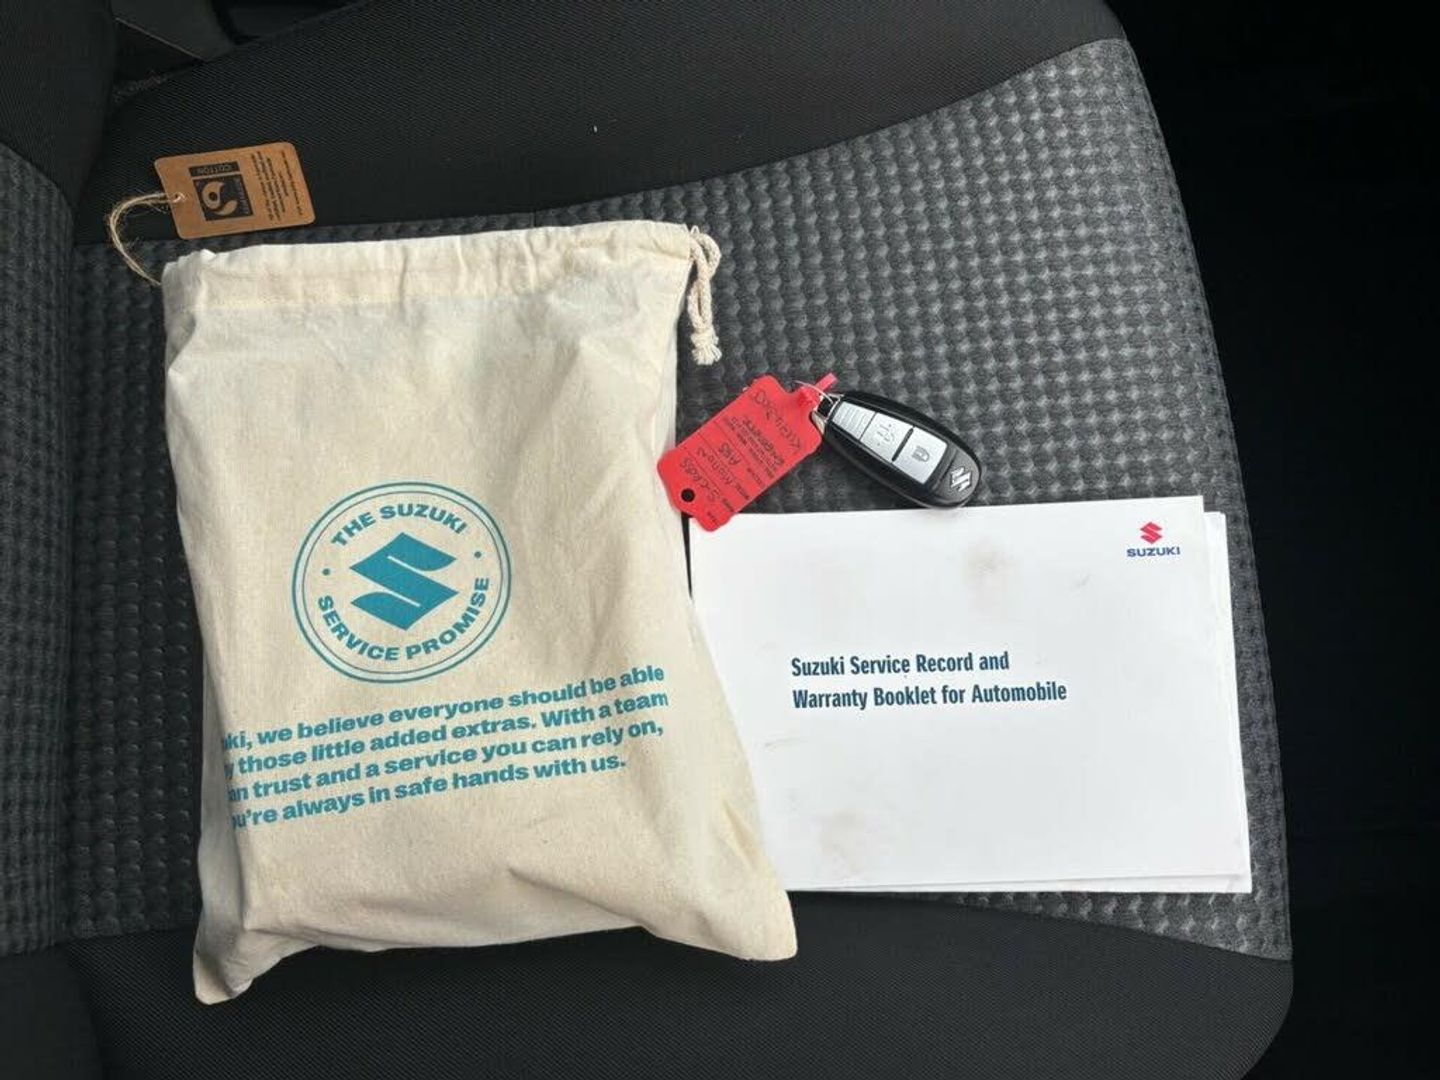 COTTON
THE SUZUKI
SERVICE PROMISE
ki, we believe everyone should be able
y those little added extras. With a team
an trust and a service you can rely on,
ou're always in safe hands with us.
SUZUKI
Suzuki Service Record and
Warranty Booklet for Automobile